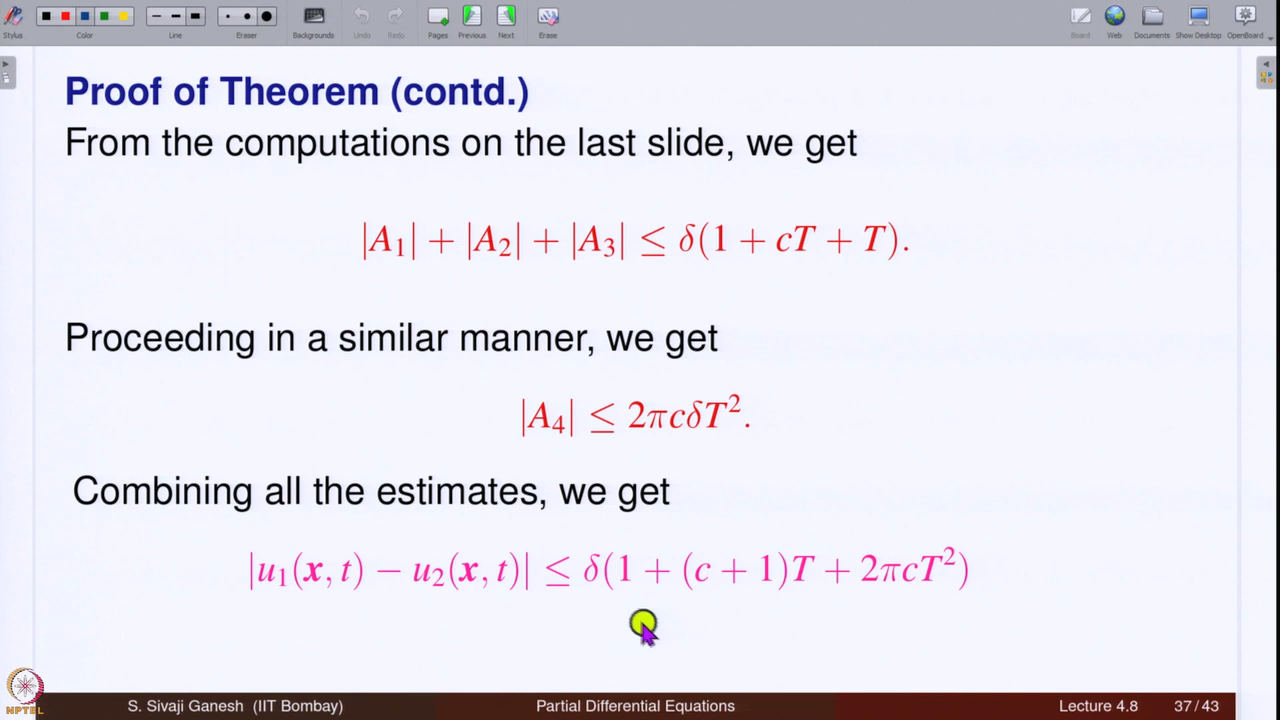 Stylus Color Line Eraser Backgrounds Undo Redo Pages Previous Next Erase Board Web Documents Show Desktop OpenBoard
Proof of Theorem (contd.)
From the computations on the last slide, we get
|A₁| + |A₂| + |A₃| ≤ δ(1 + cT + T).
Proceeding in a similar manner, we get
|A₄| ≤ 2πcδT².
Combining all the estimates, we get
|u₁(x, t) − u₂(x, t)| ≤ δ(1 + (c + 1)T + 2πcT²)
NPTEL
S. Sivaji Ganesh (IIT Bombay) Partial Differential Equations Lecture 4.8 37 / 43